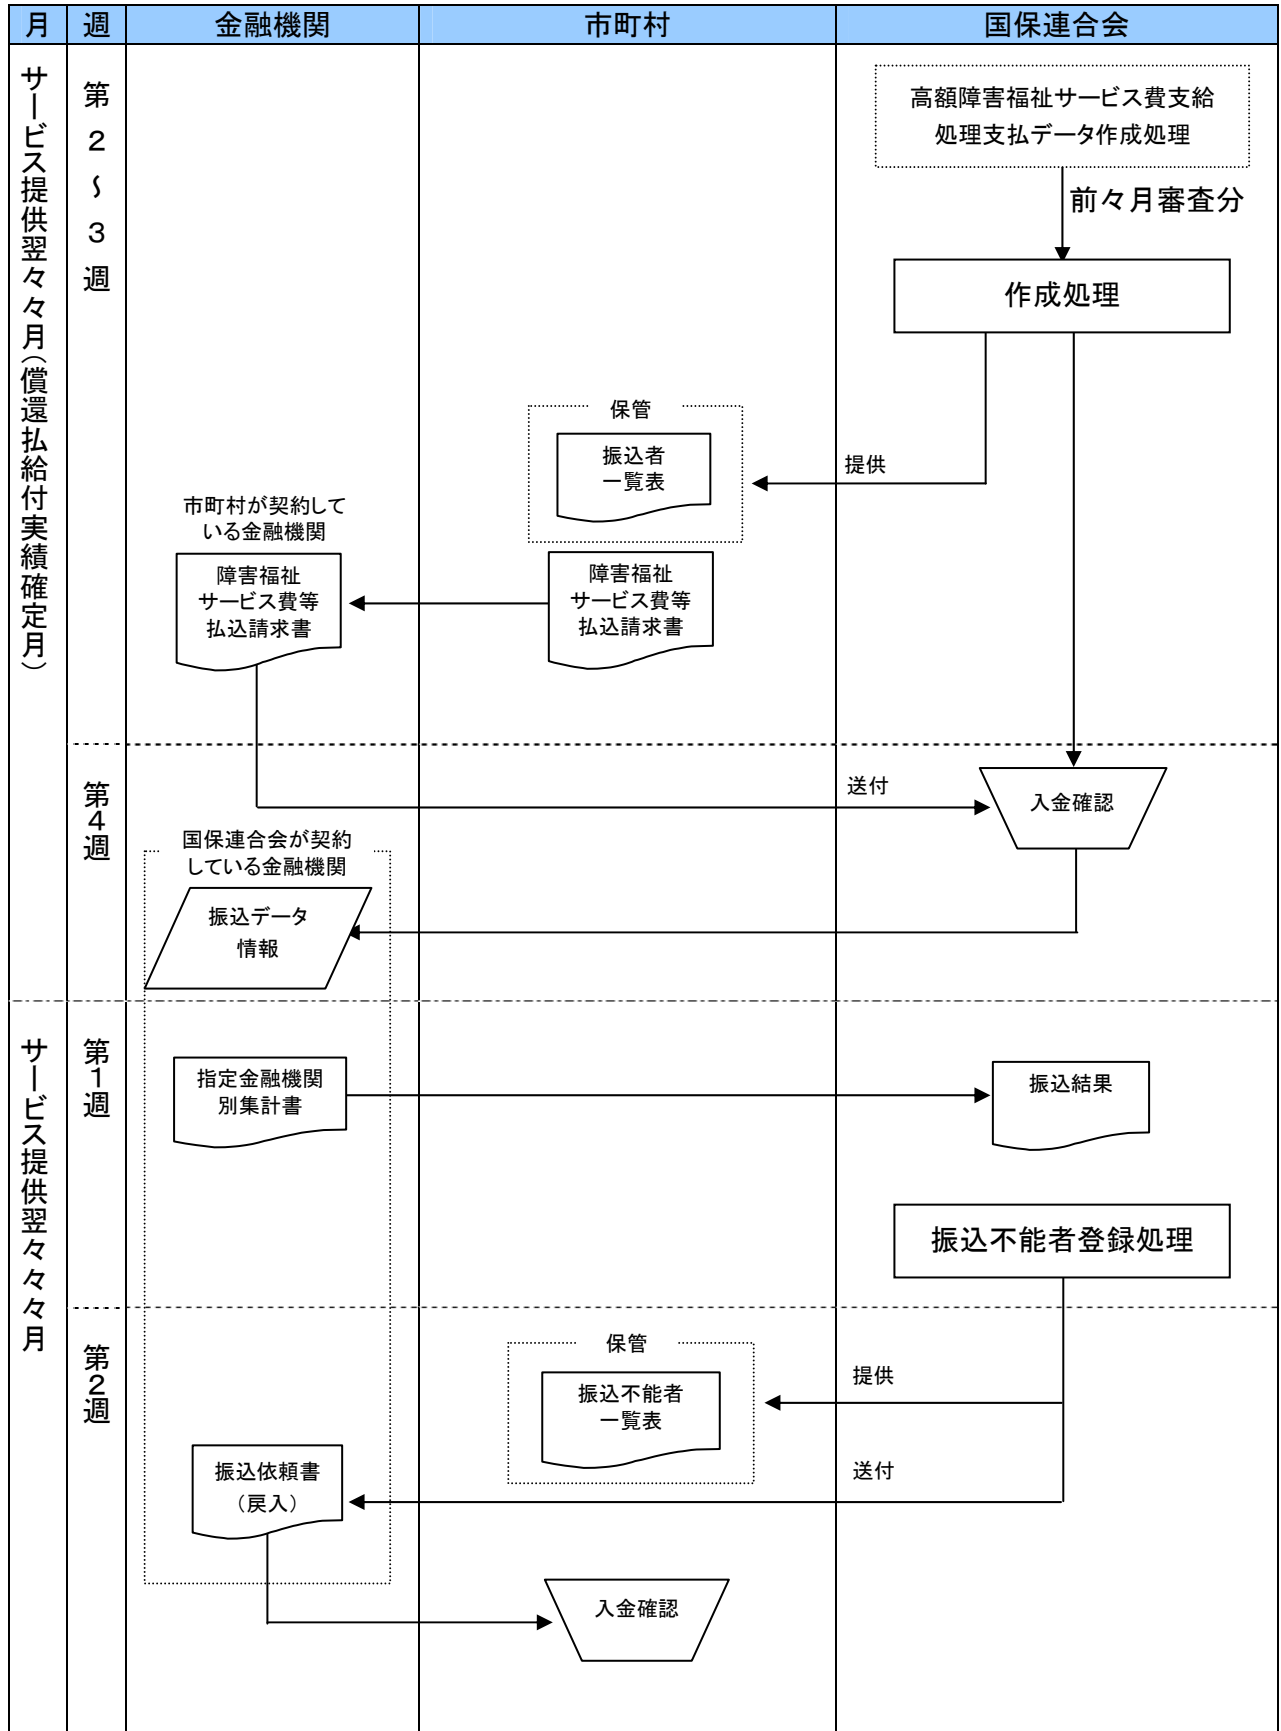 月
週
金融機関
市町村
国保連合会
サービス提供翌々々月（償還払給付実績確定月）
第２～３週
高額障害福祉サービス費支給
処理支払データ作成処理
前々月審査分
作成処理
保管
振込者
一覧表
提供
市町村が契約して
いる金融機関
障害福祉
サービス費等
払込請求書
障害福祉
サービス費等
払込請求書
第４週
送付
入金確認
国保連合会が契約
している金融機関
振込データ
情報
サービス提供翌々々々月
第１週
指定金融機関
別集計書
振込結果
振込不能者登録処理
第２週
保管
振込不能者
一覧表
提供
振込依頼書
（戻入）
送付
入金確認